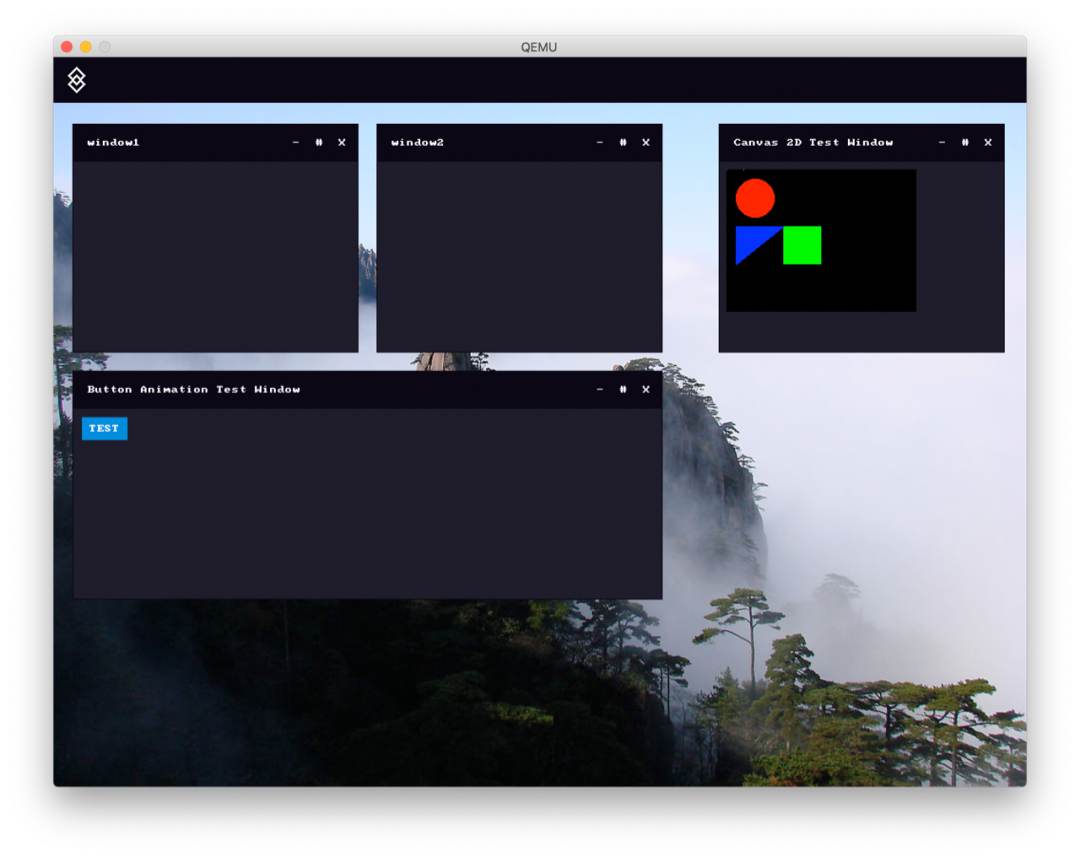 QEMU
window1 - # X
window2 - # X
Canvas 2D Test Window - # X
Button Animation Test Window - # X
TEST